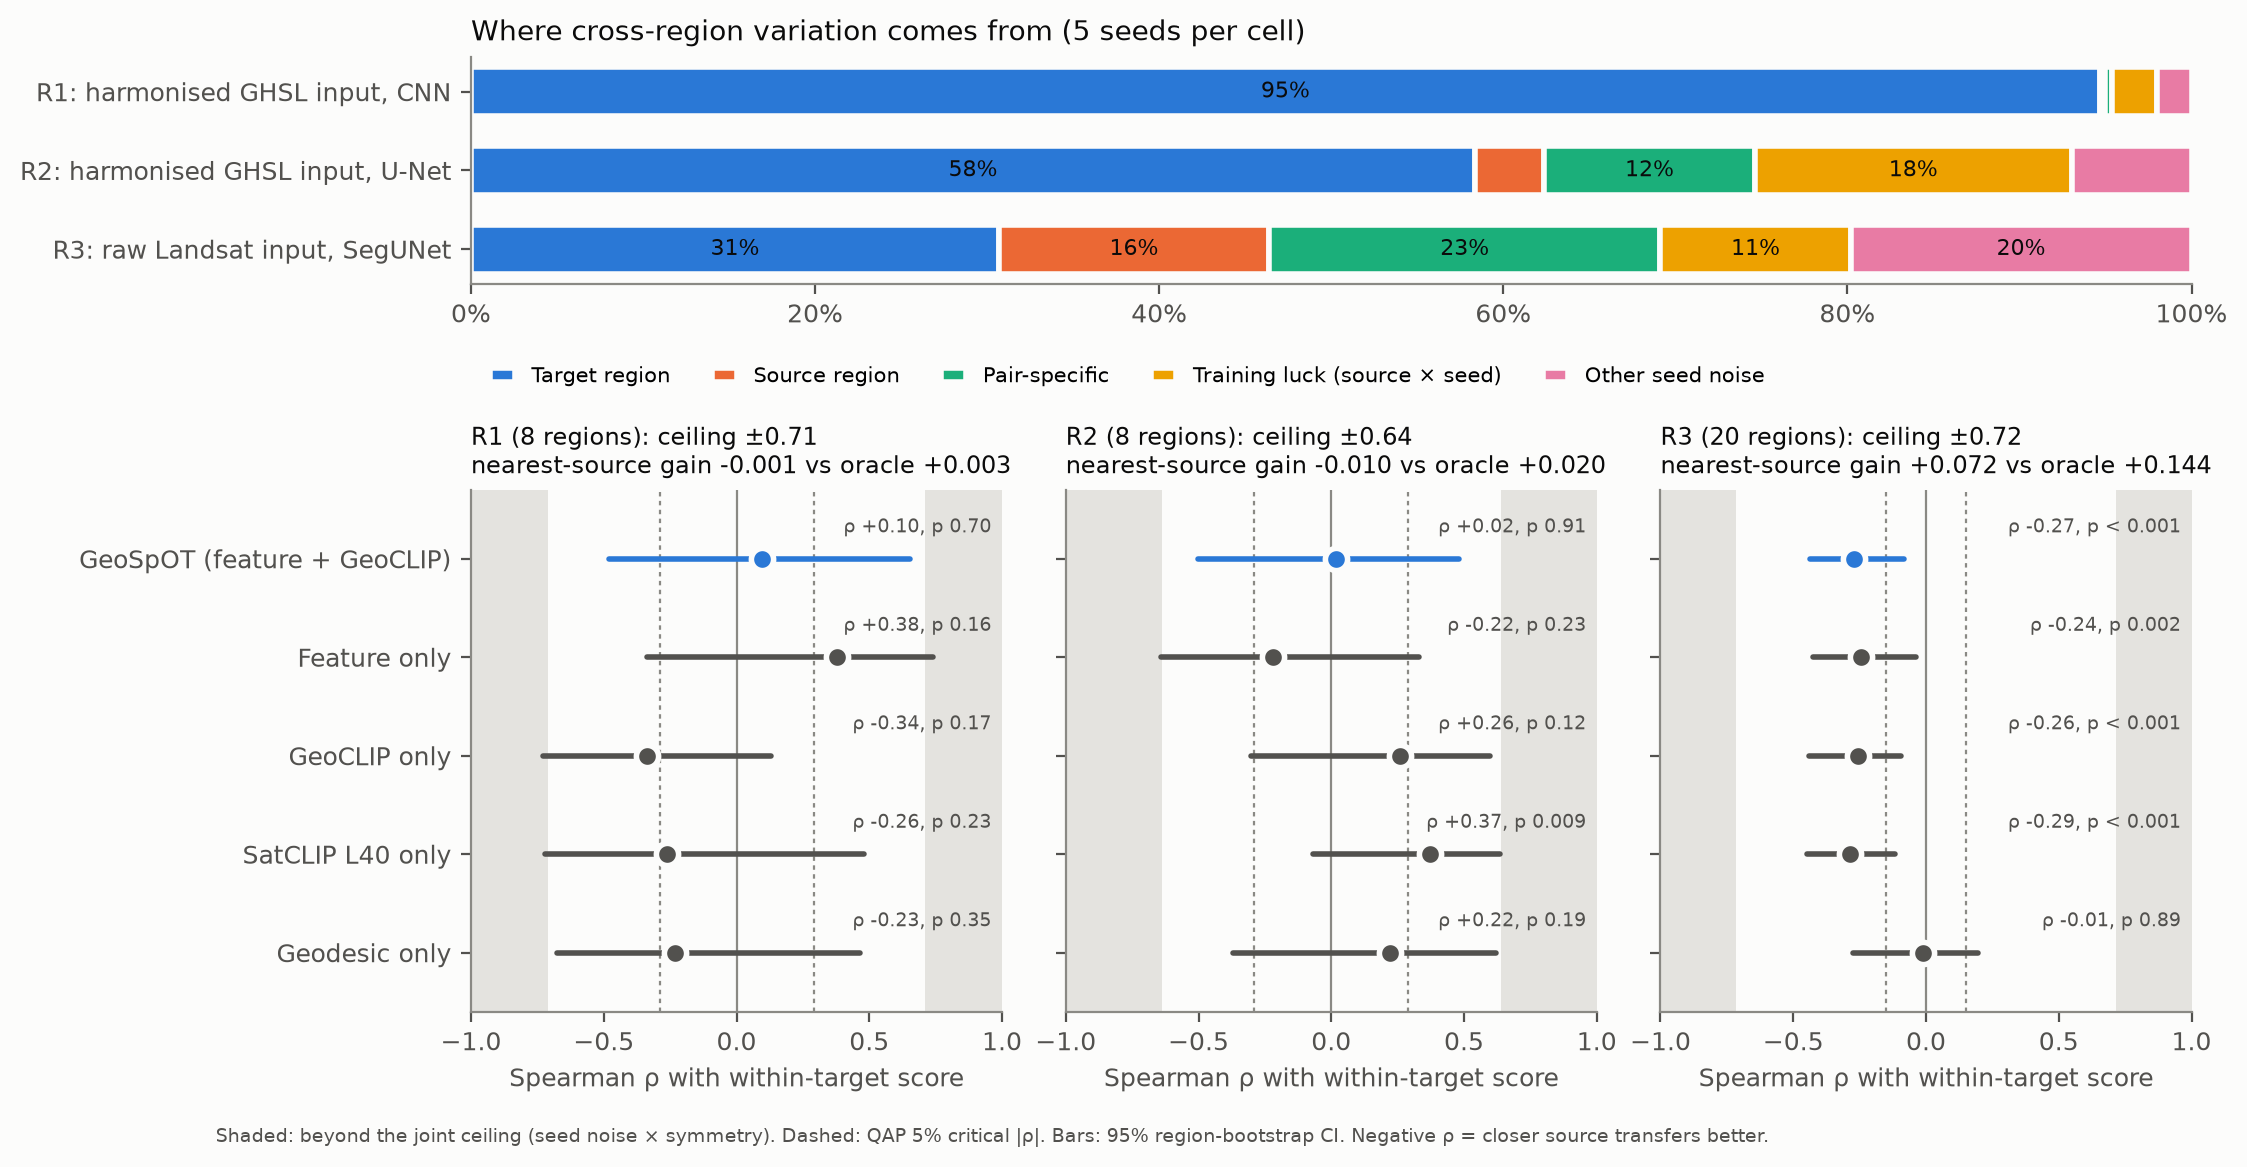 Where cross-region variation comes from (5 seeds per cell)
R1: harmonised GHSL input, CNN
95%
R2: harmonised GHSL input, U-Net
58%
12%
18%
R3: raw Landsat input, SegUNet
31%
16%
23%
11%
20%
0%
20%
40%
60%
80%
100%
Target region
Source region
Pair-specific
Training luck (source × seed)
Other seed noise
R1 (8 regions): ceiling ±0.71
nearest-source gain -0.001 vs oracle +0.003
R2 (8 regions): ceiling ±0.64
nearest-source gain -0.010 vs oracle +0.020
R3 (20 regions): ceiling ±0.72
nearest-source gain +0.072 vs oracle +0.144
GeoSpOT (feature + GeoCLIP)
ρ +0.10, p 0.70
ρ +0.02, p 0.91
ρ -0.27, p < 0.001
Feature only
ρ +0.38, p 0.16
ρ -0.22, p 0.23
ρ -0.24, p 0.002
GeoCLIP only
ρ -0.34, p 0.17
ρ +0.26, p 0.12
ρ -0.26, p < 0.001
SatCLIP L40 only
ρ -0.26, p 0.23
ρ +0.37, p 0.009
ρ -0.29, p < 0.001
Geodesic only
ρ -0.23, p 0.35
ρ +0.22, p 0.19
ρ -0.01, p 0.89
−1.0
−0.5
0.0
0.5
1.0
−1.0
−0.5
0.0
0.5
1.0
−1.0
−0.5
0.0
0.5
1.0
Spearman ρ with within-target score
Spearman ρ with within-target score
Spearman ρ with within-target score
Shaded: beyond the joint ceiling (seed noise × symmetry). Dashed: QAP 5% critical |ρ|. Bars: 95% region-bootstrap CI. Negative ρ = closer source transfers better.